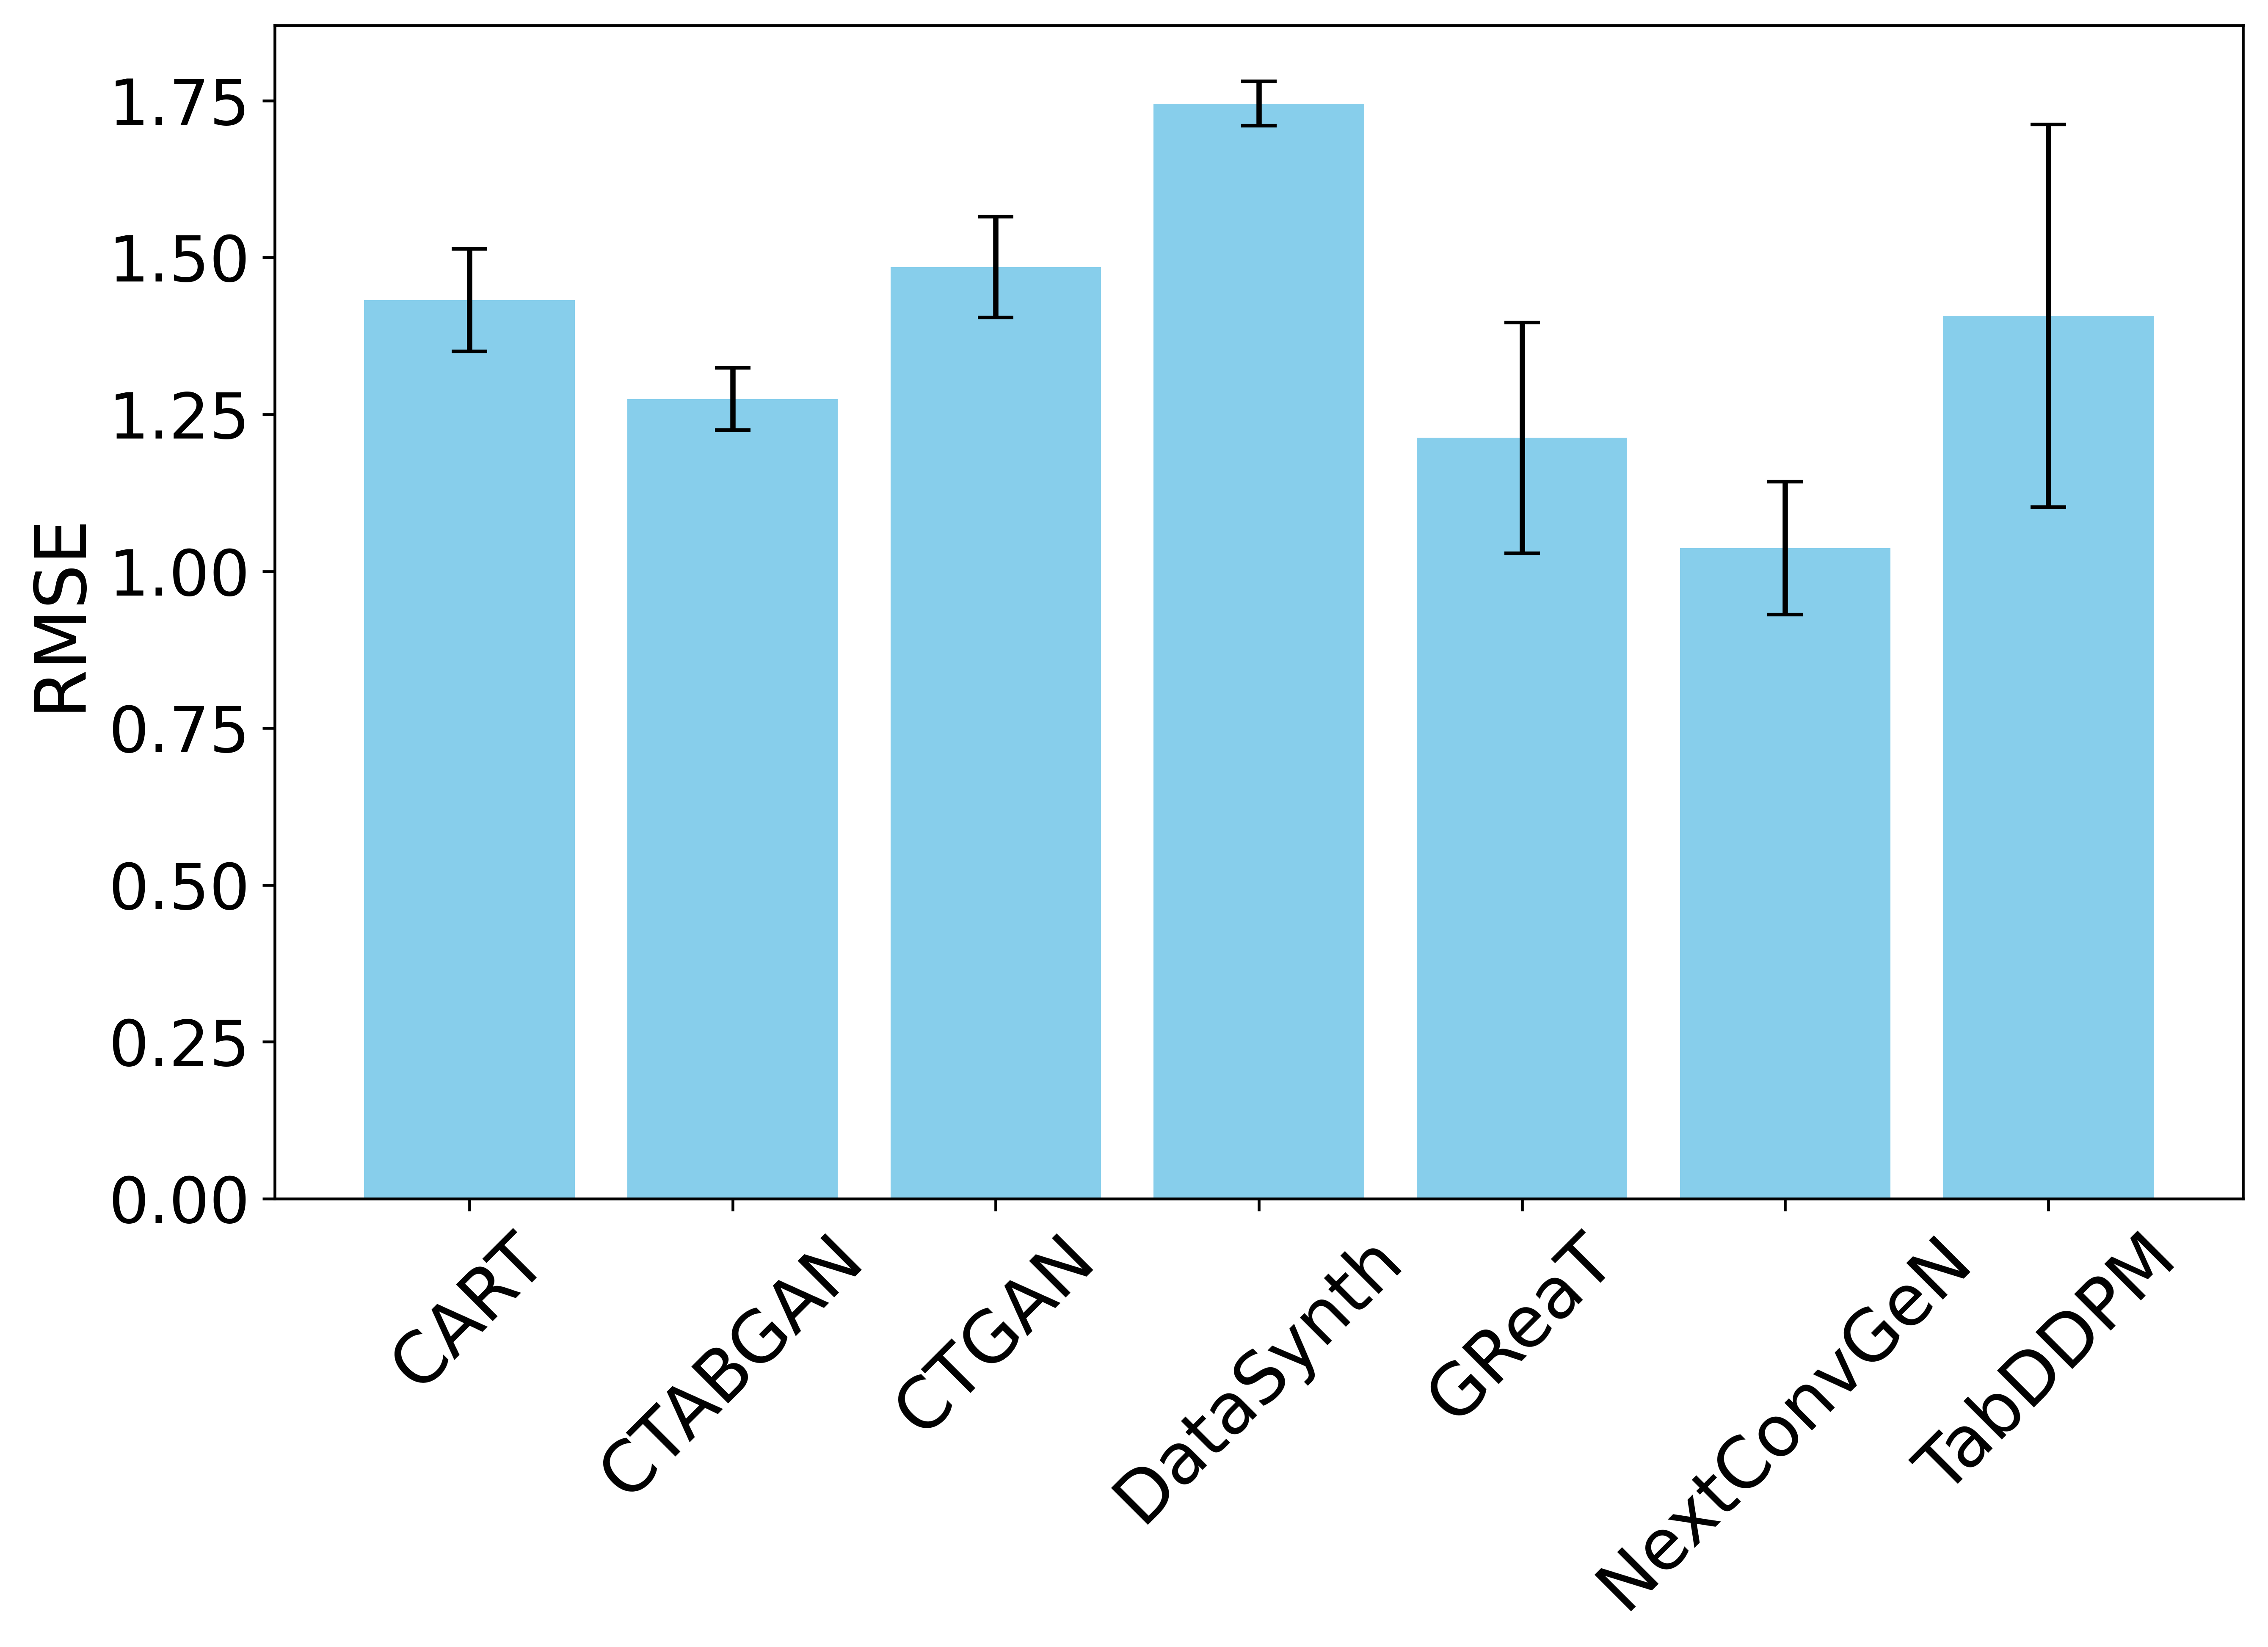 RMSE
1.75
1.50
1.25
1.00
0.75
0.50
0.25
0.00
CART
CTABGAN
CTGAN
DataSynth
GReaT
NextConvGeN
TabDDPM